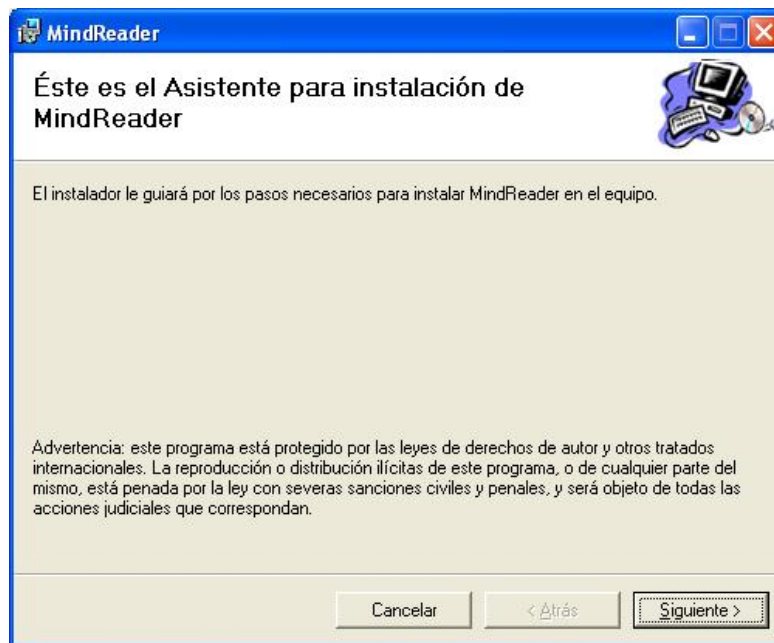 MindReader
Éste es el Asistente para instalación de
MindReader
El instalador le guiará por los pasos necesarios para instalar MindReader en el equipo.
Advertencia: este programa está protegido por las leyes de derechos de autor y otros tratados
internacionales. La reproducción o distribución ilícitas de este programa, o de cualquier parte del
mismo, está penada por la ley con severas sanciones civiles y penales, y será objeto de todas las
acciones judiciales que correspondan.
Cancelar < Atrás Siguiente >